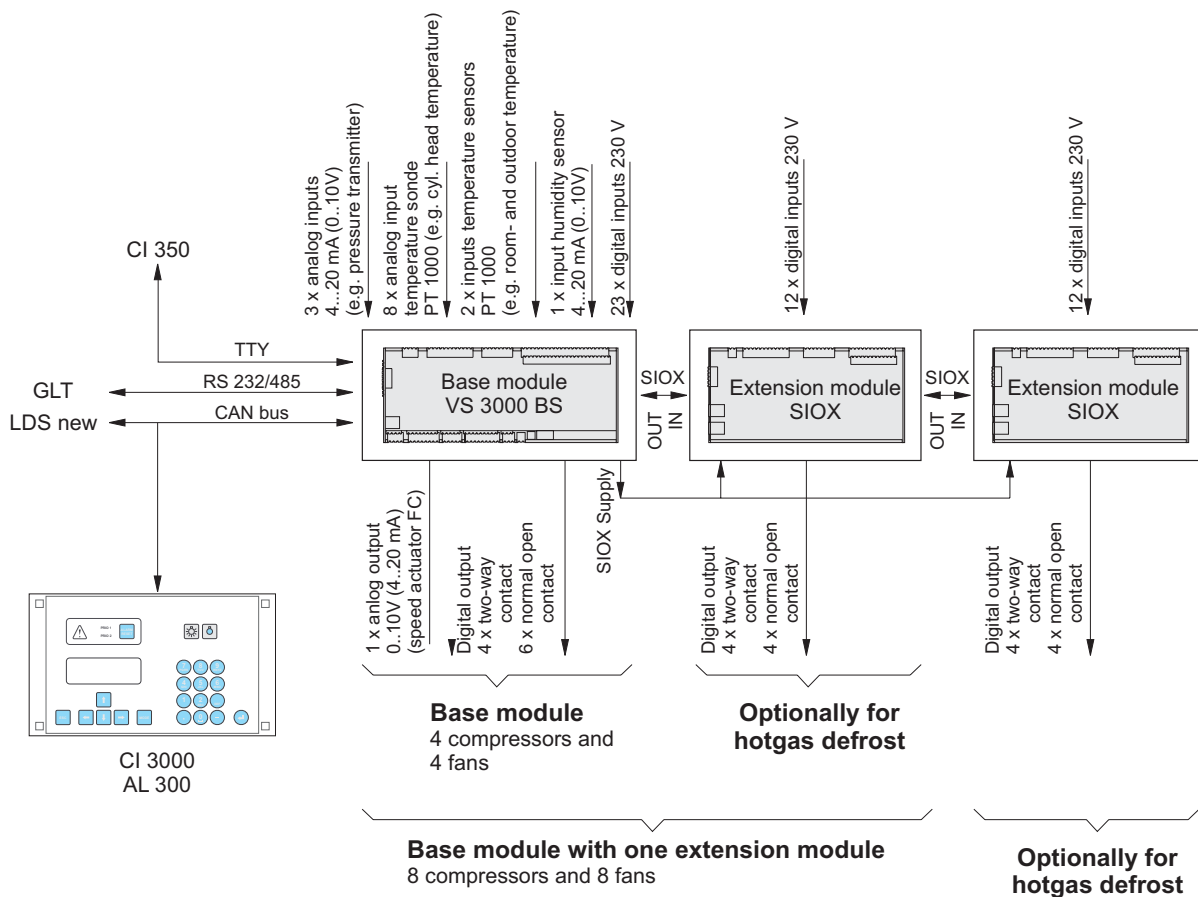 3 x analog inputs
4...20 mA (0..10V)
(e.g. pressure transmitter)
8 x analog input
temperature sonde
PT 1000 (e.g. cyl. head temperature)
2 x inputs temperature sensors
PT 1000
(e.g. room- and outdoor temperature)
1 x input humidity sensor
4...20 mA (0..10V)
23 x digital inputs 230 V
12 x digital inputs 230 V
12 x digital inputs 230 V
CI 350
TTY
GLT
RS 232/485
LDS new
CAN bus
Base module
VS 3000 BS
SIOX
OUT
IN
Extension module
SIOX
SIOX
OUT
IN
Extension module
SIOX
1 x analog output
0..10V (4..20 mA)
(speed actuator FC)
Digital output
4 x two-way
contact
6 x normal open
contact
SIOX Supply
Digital output
4 x two-way
contact
4 x normal open
contact
Digital output
4 x two-way
contact
4 x normal open
contact
PRIO 1
PRIO 2
CI 3000
AL 300
Base module
4 compressors and
4 fans
Optionally for
hotgas defrost
Base module with one extension module
8 compressors and 8 fans
Optionally for
hotgas defrost